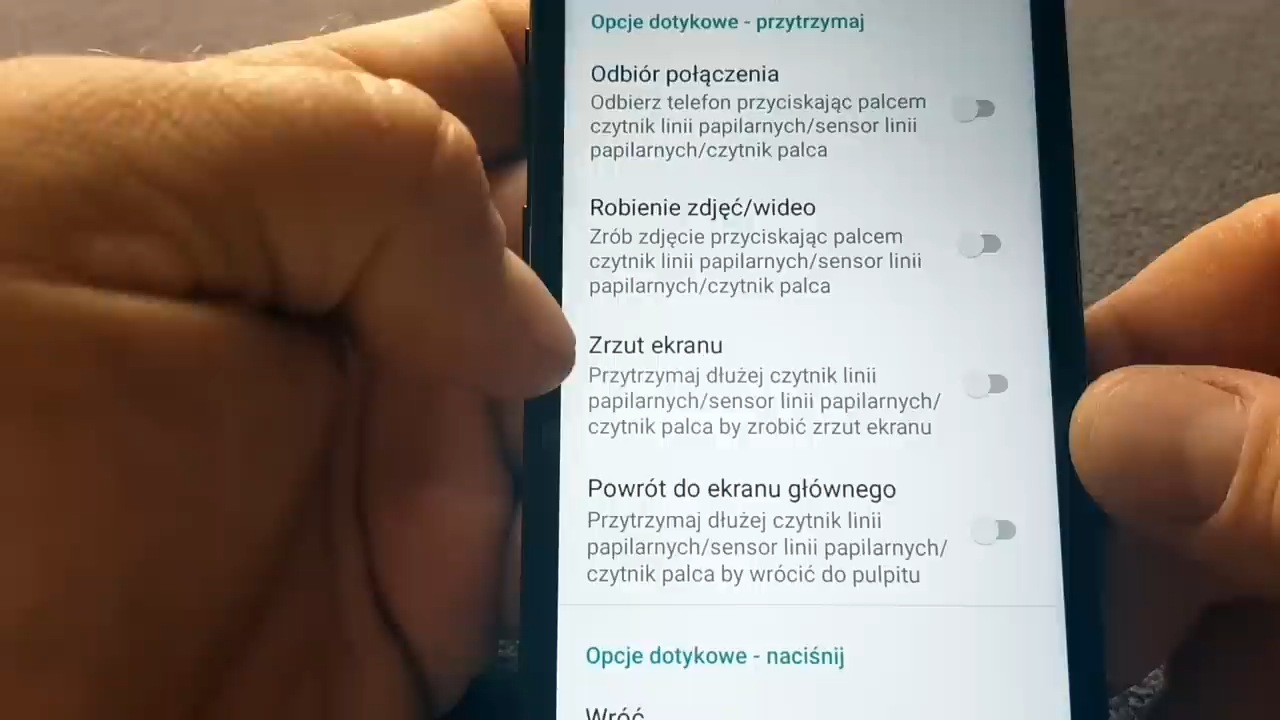 Opcje dotykowe - przytrzymaj
Odbiór połączenia
Odbierz telefon przyciskając palcem
czytnik linii papilarnych/sensor linii
papilarnych/czytnik palca
Robienie zdjęć/wideo
Zrób zdjęcie przyciskając palcem
czytnik linii papilarnych/sensor linii
papilarnych/czytnik palca
Zrzut ekranu
Przytrzymaj dłużej czytnik linii
papilarnych/sensor linii papilarnych/
czytnik palca by zrobić zrzut ekranu
Powrót do ekranu głównego
Przytrzymaj dłużej czytnik linii
papilarnych/sensor linii papilarnych/
czytnik palca by wrócić do pulpitu
Opcje dotykowe - naciśnij
Wróć